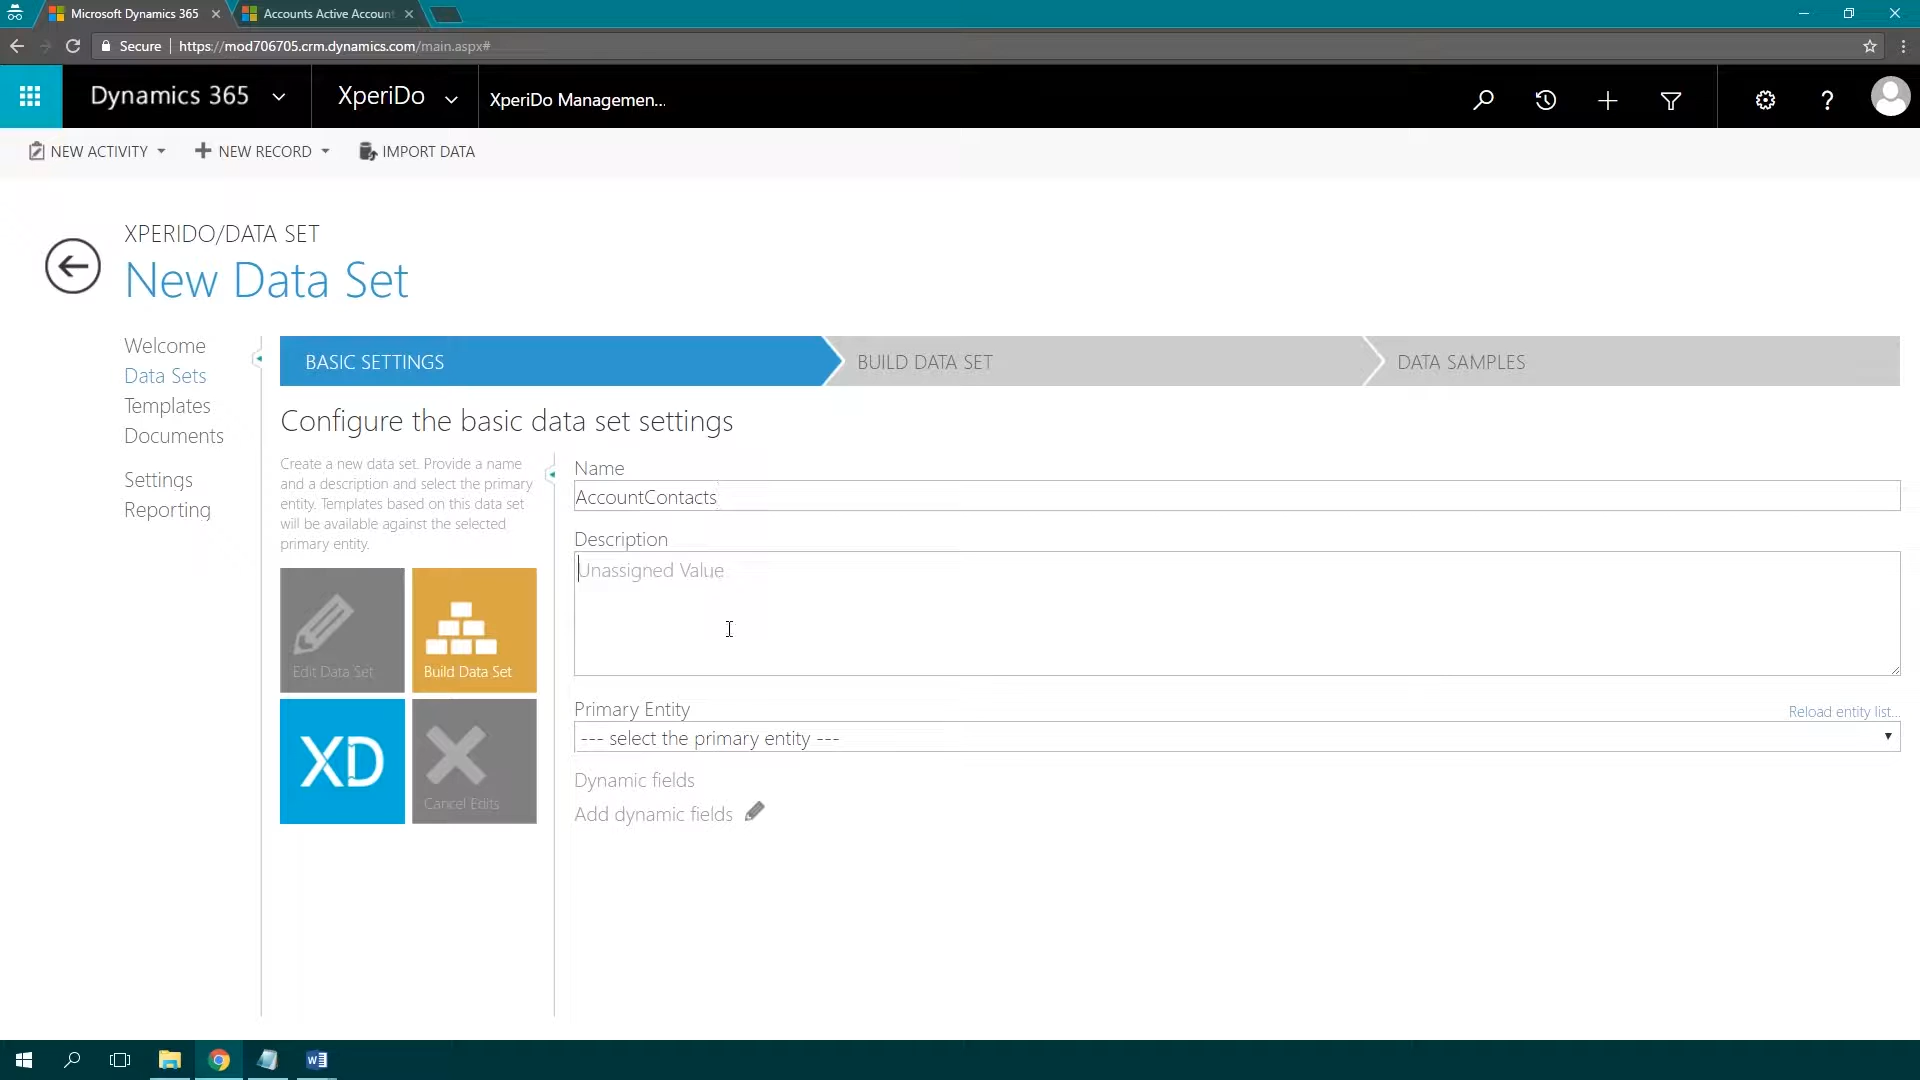 Microsoft Dynamics 365
Accounts Active Account
Secure
https://mod706705.crm.dynamics.com/main.aspx#
Dynamics 365
XperiDo
XperiDo Managemen...
NEW ACTIVITY
NEW RECORD
IMPORT DATA
XPERIDO/DATA SET
New Data Set
Welcome
Data Sets
Templates
Documents
Settings
Reporting
BASIC SETTINGS
BUILD DATA SET
DATA SAMPLES
Configure the basic data set settings
Create a new data set. Provide a name
and a description and select the primary
entity. Templates based on this data set
will be available against the selected
primary entity.
Edit Data Set
Build Data Set
XD
Cancel Edits
Name
AccountContacts
Description
Unassigned Value
Primary Entity
Reload entity list...
--- select the primary entity ---
Dynamic fields
Add dynamic fields